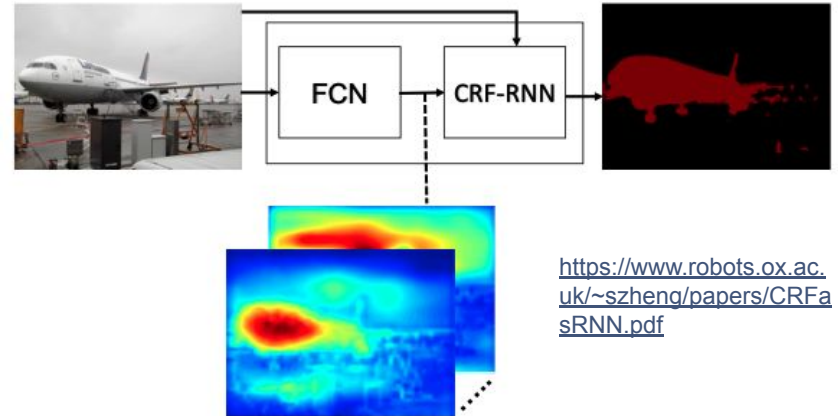 FCN
CRF-RNN
https://www.robots.ox.ac.
uk/~szheng/papers/CRFa
sRNN.pdf